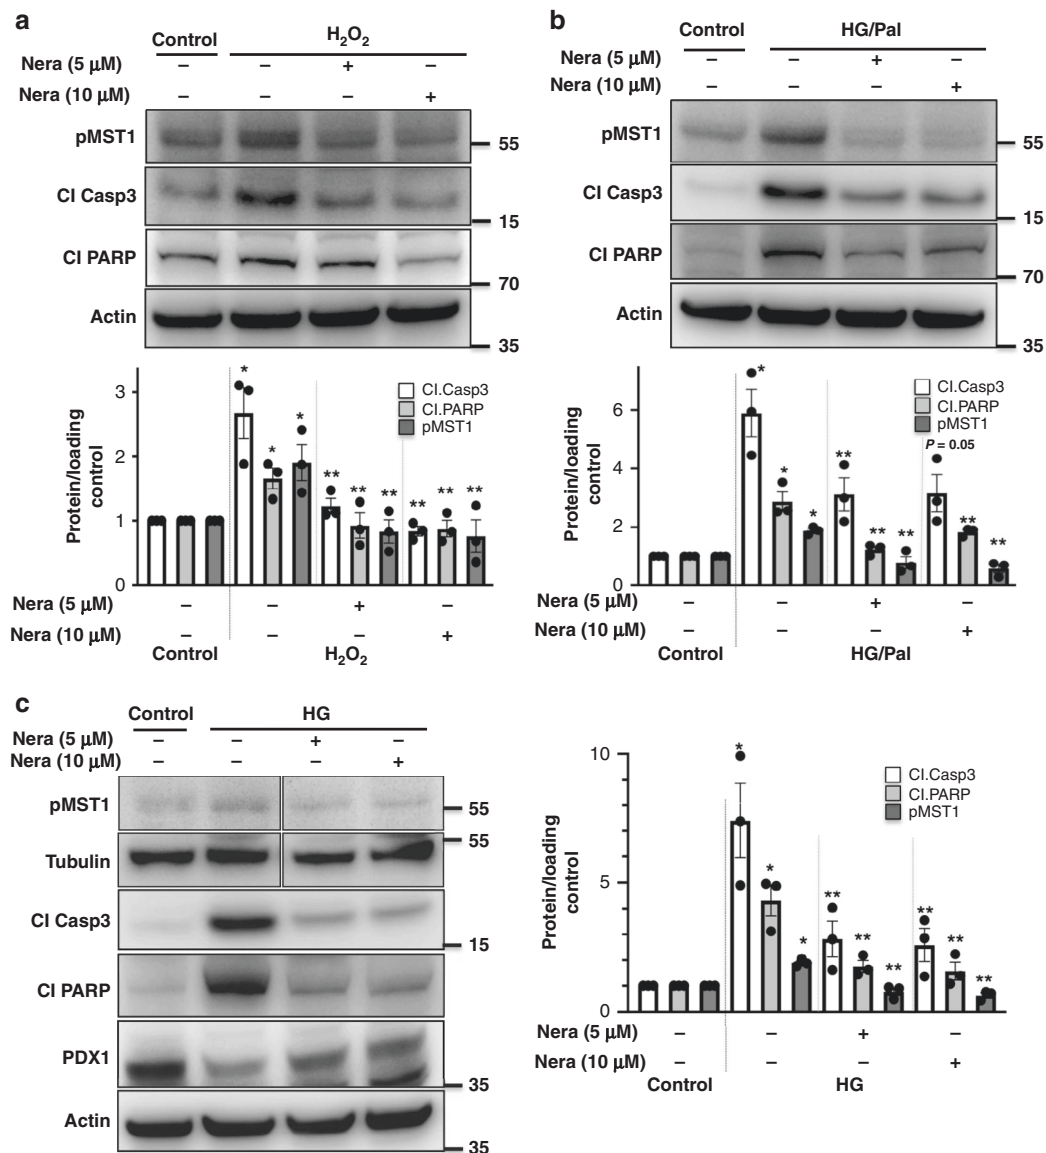 a
Control H₂O₂
Nera (5 µM) – – + –
Nera (10 µM) – – – +
pMST1 55
Cl Casp3 15
Cl PARP 70
Actin 35
Protein/loading control
3
2
1
0
Cl.Casp3
Cl.PARP
pMST1
* * * ** ** ** ** ** **
Nera (5 µM) – – + –
Nera (10 µM) – – – +
Control H₂O₂
b
Control HG/Pal
Nera (5 µM) – – + –
Nera (10 µM) – – – +
pMST1 55
Cl Casp3 15
Cl PARP 70
Actin 35
Protein/loading control
6
4
2
0
Cl.Casp3
Cl.PARP
pMST1
P = 0.05
* * * ** ** ** ** **
Nera (5 µM) – – + –
Nera (10 µM) – – – +
Control HG/Pal
c
Control HG
Nera (5 µM) – – + –
Nera (10 µM) – – – +
pMST1 55
Tubulin 55
Cl Casp3 15
Cl PARP
PDX1 35
Actin 35
Protein/loading control
10
5
0
Cl.Casp3
Cl.PARP
pMST1
* * * ** ** ** ** ** **
Nera (5 µM) – – + –
Nera (10 µM) – – – +
Control HG